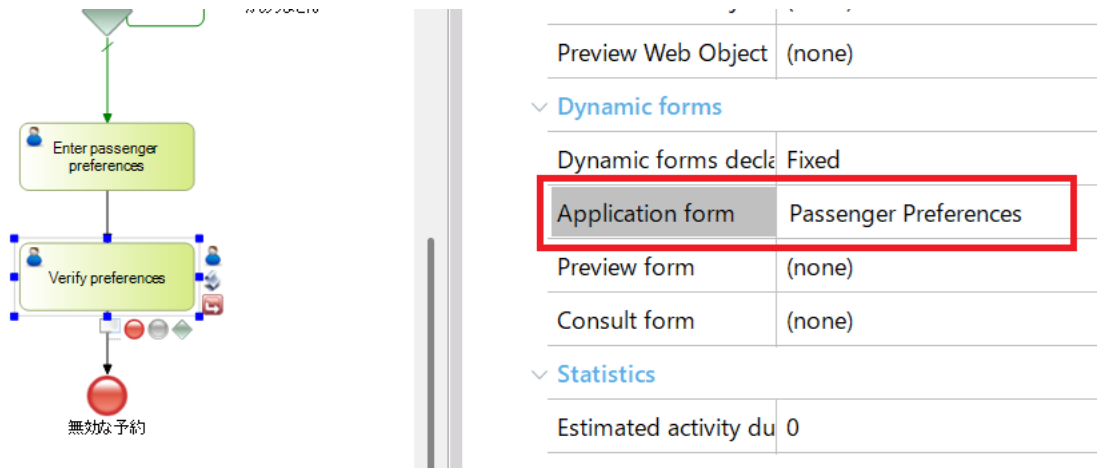 Enter passenger
preferences
Verify preferences
無効な予約
Preview Web Object (none)
Dynamic forms
Dynamic forms decla Fixed
Application form Passenger Preferences
Preview form (none)
Consult form (none)
Statistics
Estimated activity du 0